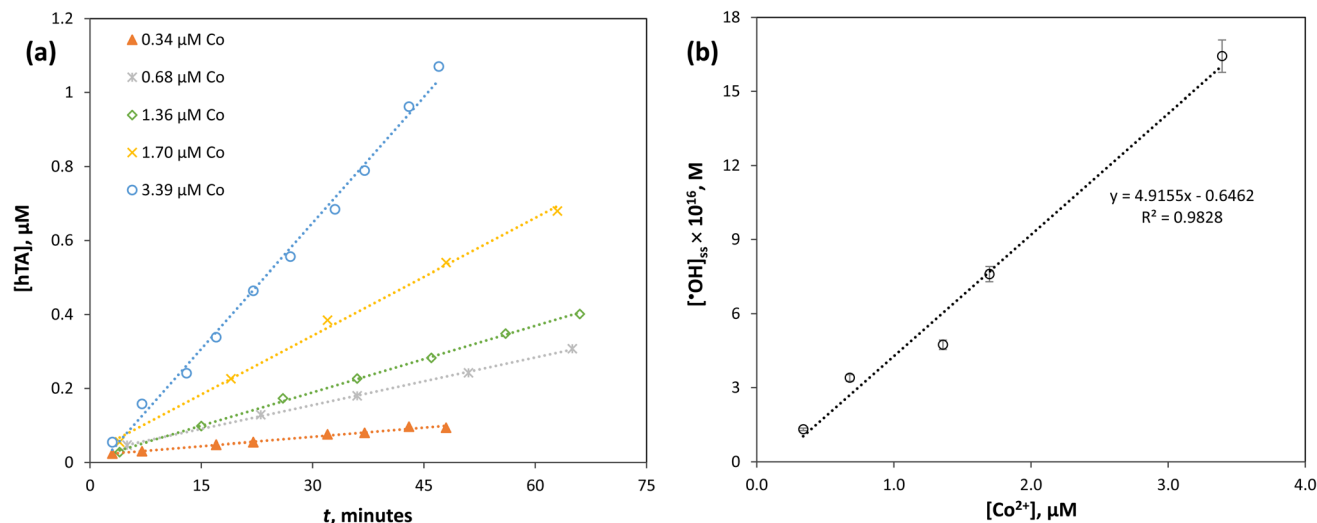 (a)
[hTA], µM
1.2
1
0.8
0.6
0.4
0.2
0
0.34 µM Co
0.68 µM Co
1.36 µM Co
1.70 µM Co
3.39 µM Co
0 15 30 45 60 75
t, minutes
(b)
[•OH]ss × 10¹⁶, M
18
15
12
9
6
3
0
y = 4.9155x - 0.6462
R² = 0.9828
0.0 1.0 2.0 3.0 4.0
[Co²⁺], µM